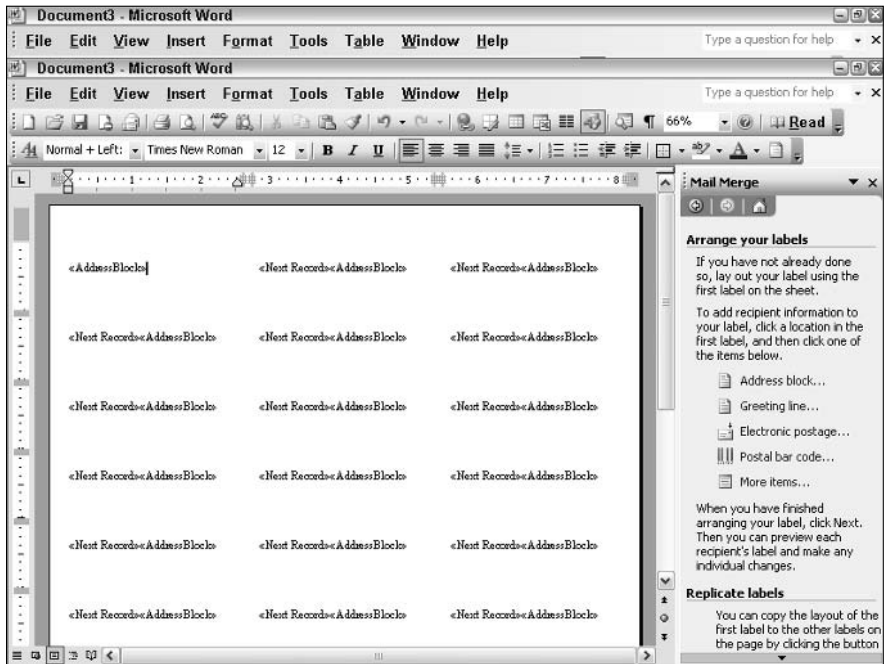 Document3 - Microsoft Word
File Edit View Insert Format Tools Table Window Help Type a question for help
Document3 - Microsoft Word
File Edit View Insert Format Tools Table Window Help Type a question for help
66% Read
Normal + Left: Times New Roman 12 B I U
1 2 3 4 5 6 7 8
Mail Merge
Arrange your labels
If you have not already done
so, lay out your label using the
first label on the sheet.
To add recipient information to
your label, click a location in the
first label, and then click one of
the items below.
Address block...
Greeting line...
Electronic postage...
Postal bar code...
More items...
When you have finished
arranging your label, click Next.
Then you can preview each
recipient's label and make any
individual changes.
Replicate labels
You can copy the layout of the
first label to the other labels on
the page by clicking the button
«AddressBlock» «Next Record»«AddressBlock» «Next Record»«AddressBlock»
«Next Record»«AddressBlock» «Next Record»«AddressBlock» «Next Record»«AddressBlock»
«Next Record»«AddressBlock» «Next Record»«AddressBlock» «Next Record»«AddressBlock»
«Next Record»«AddressBlock» «Next Record»«AddressBlock» «Next Record»«AddressBlock»
«Next Record»«AddressBlock» «Next Record»«AddressBlock» «Next Record»«AddressBlock»
«Next Record»«AddressBlock» «Next Record»«AddressBlock» «Next Record»«AddressBlock»